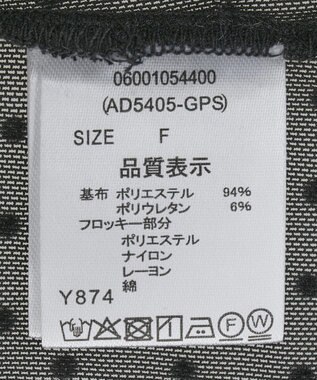 06001054400
(AD5405-GPS)
SIZE F
品質表示
基布 ポリエステル 94%
ポリウレタン 6%
フロッキー部分
ポリエステル
ナイロン
レーヨン
綿
Y874
F W